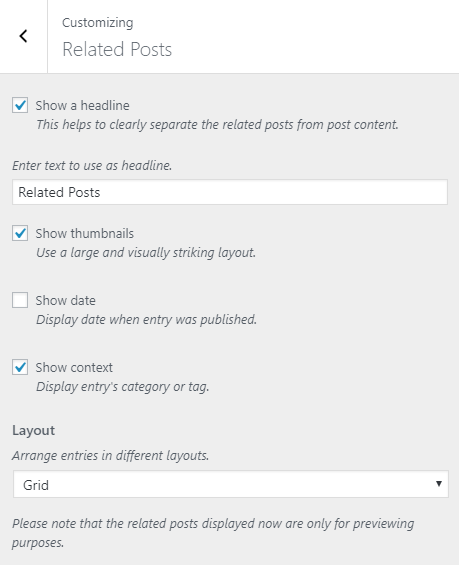 Customizing
Related Posts
Show a headline
This helps to clearly separate the related posts from post content.
Enter text to use as headline.
Related Posts
Show thumbnails
Use a large and visually striking layout.
Show date
Display date when entry was published.
Show context
Display entry's category or tag.
Layout
Arrange entries in different layouts.
Grid
Please note that the related posts displayed now are only for previewing
purposes.